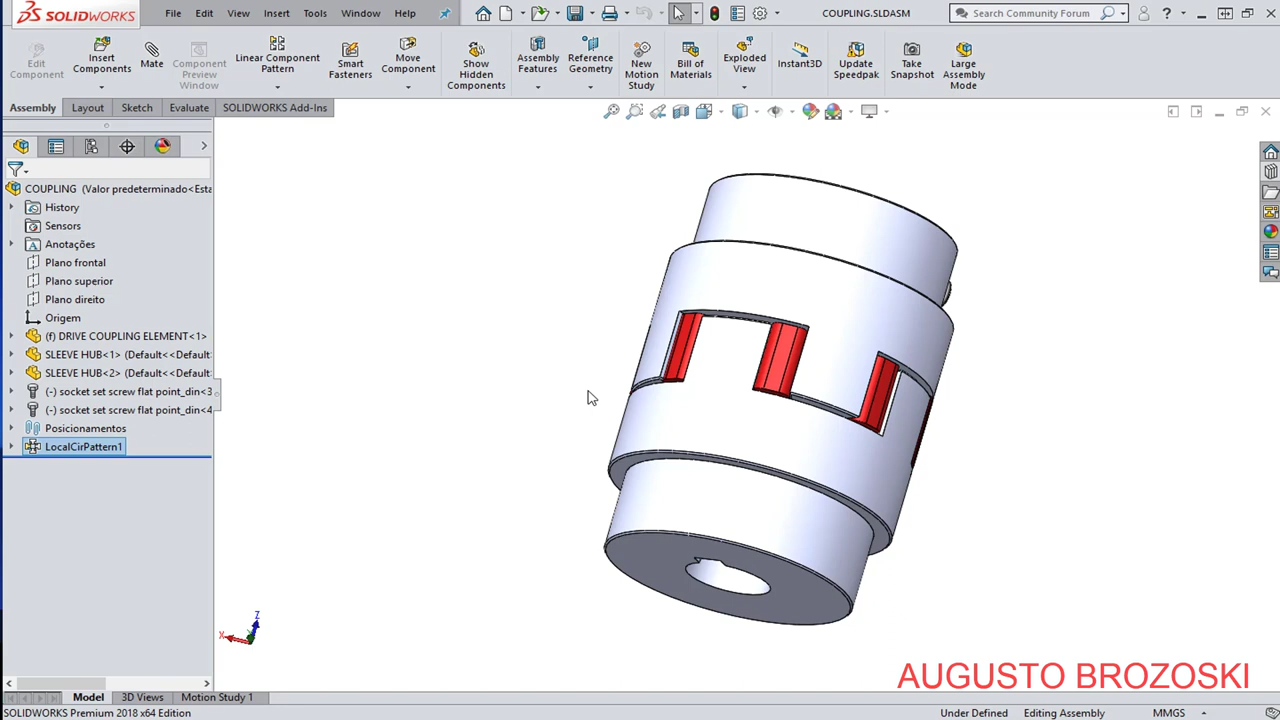 SOLIDWORKS
File Edit View Insert Tools Window Help
COUPLING.SLDASM
Search Community Forum
Edit Component
Insert Components
Mate
Component Preview Window
Linear Component Pattern
Smart Fasteners
Move Component
Show Hidden Components
Assembly Features
Reference Geometry
New Motion Study
Bill of Materials
Exploded View
Instant3D
Update Speedpak
Take Snapshot
Large Assembly Mode
Assembly Layout Sketch Evaluate SOLIDWORKS Add-Ins
COUPLING (Valor predeterminado<Esta
History
Sensors
Anotações
Plano frontal
Plano superior
Plano direito
Origem
(f) DRIVE COUPLING ELEMENT<1>
SLEEVE HUB<1> (Default<<Default
SLEEVE HUB<2> (Default<<Default
(-) socket set screw flat point_din<3
(-) socket set screw flat point_din<4
Posicionamentos
LocalCirPattern1
Z
X
AUGUSTO BROZOSKI
Model 3D Views Motion Study 1
SOLIDWORKS Premium 2018 x64 Edition
Under Defined Editing Assembly MMGS